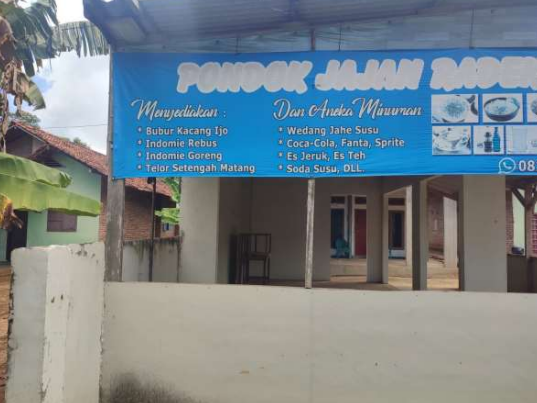 PONDOK JAJAN RADEN
Menyediakan :
* Bubur Kacang Ijo
* Indomie Rebus
* Indomie Goreng
* Telor Setengah Matang
Dan Aneka Minuman
* Wedang Jahe Susu
* Coca-Cola, Fanta, Sprite
* Es Jeruk, Es Teh
* Soda Susu, DLL.
08